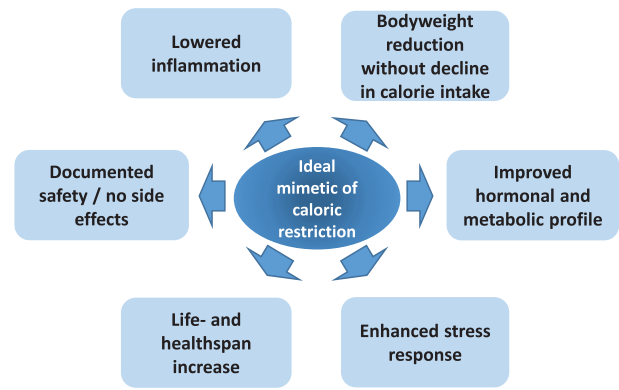 Lowered
inflammation
Bodyweight
reduction
without decline
in calorie intake
Documented
safety / no side
effects
Ideal
mimetic of
caloric
restriction
Improved
hormonal and
metabolic profile
Life- and
healthspan
increase
Enhanced stress
response